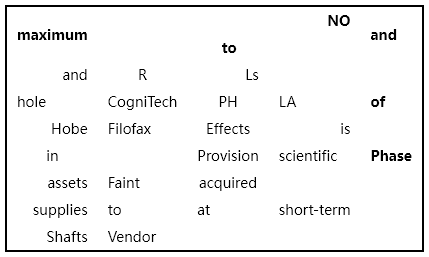 maximum NO and
to
and R Ls
hole CogniTech PH LA of
Hobe Filofax Effects is
in Provision scientific Phase
assets Faint acquired
supplies to at short-term
Shafts Vendor